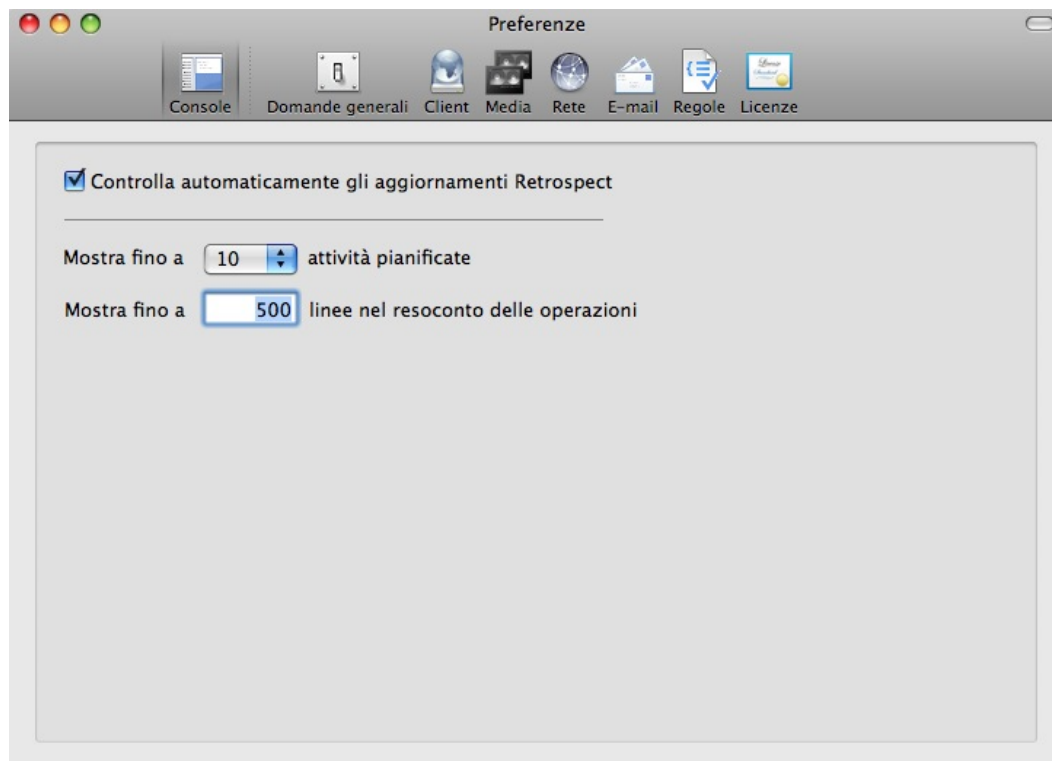 Preferenze
Console Domande generali Client Media Rete E-mail Regole Licenze
Controlla automaticamente gli aggiornamenti Retrospect
Mostra fino a 10 attività pianificate
Mostra fino a 500 linee nel resoconto delle operazioni